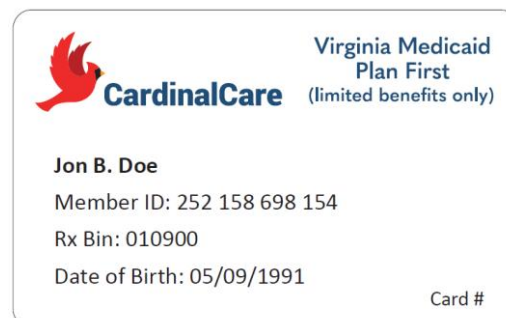 Virginia Medicaid
Plan First
(limited benefits only)
CardinalCare
Jon B. Doe
Member ID: 252 158 698 154
Rx Bin: 010900
Date of Birth: 05/09/1991
Card #